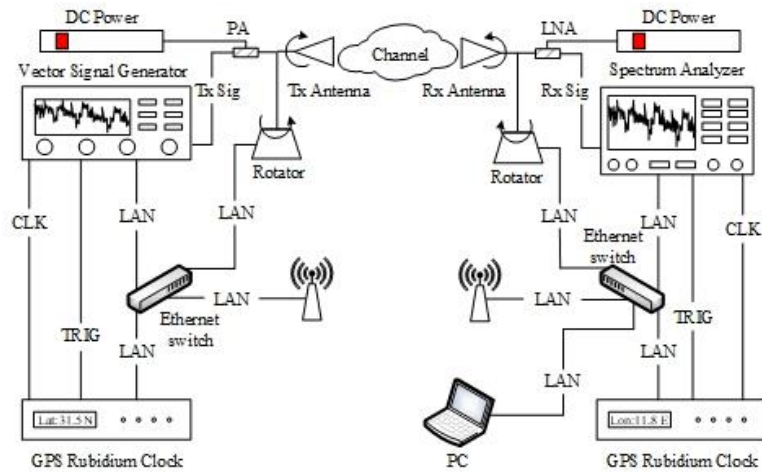 DC Power
PA
LNA
DC Power
Vector Signal Generator
Tx Sig
Tx Antenna
Channel
Rx Antenna
Rx Sig
Spectrum Analyzer
Rotator
Rotator
CLK
LAN
LAN
LAN
LAN
CLK
Ethernet
switch
LAN
LAN
Ethernet
switch
TRIG
TRIG
LAN
LAN
LAN
Lat:31.5 N
Lon:11.8 E
GPS Rubidium Clock
PC
GPS Rubidium Clock